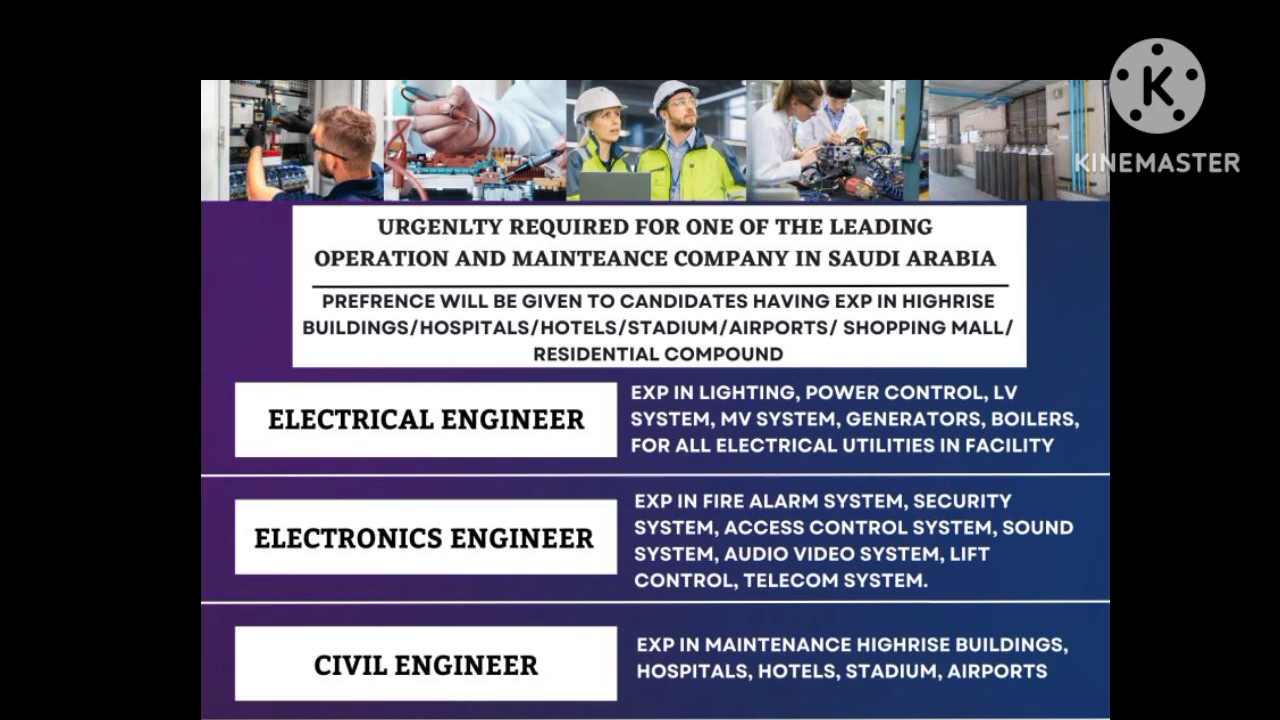 K
KINEMASTER
URGENLTY REQUIRED FOR ONE OF THE LEADING
OPERATION AND MAINTEANCE COMPANY IN SAUDI ARABIA
PREFRENCE WILL BE GIVEN TO CANDIDATES HAVING EXP IN HIGHRISE
BUILDINGS/HOSPITALS/HOTELS/STADIUM/AIRPORTS/ SHOPPING MALL/
RESIDENTIAL COMPOUND
ELECTRICAL ENGINEER
EXP IN LIGHTING, POWER CONTROL, LV
SYSTEM, MV SYSTEM, GENERATORS, BOILERS,
FOR ALL ELECTRICAL UTILITIES IN FACILITY
ELECTRONICS ENGINEER
EXP IN FIRE ALARM SYSTEM, SECURITY
SYSTEM, ACCESS CONTROL SYSTEM, SOUND
SYSTEM, AUDIO VIDEO SYSTEM, LIFT
CONTROL, TELECOM SYSTEM.
CIVIL ENGINEER
EXP IN MAINTENANCE HIGHRISE BUILDINGS,
HOSPITALS, HOTELS, STADIUM, AIRPORTS